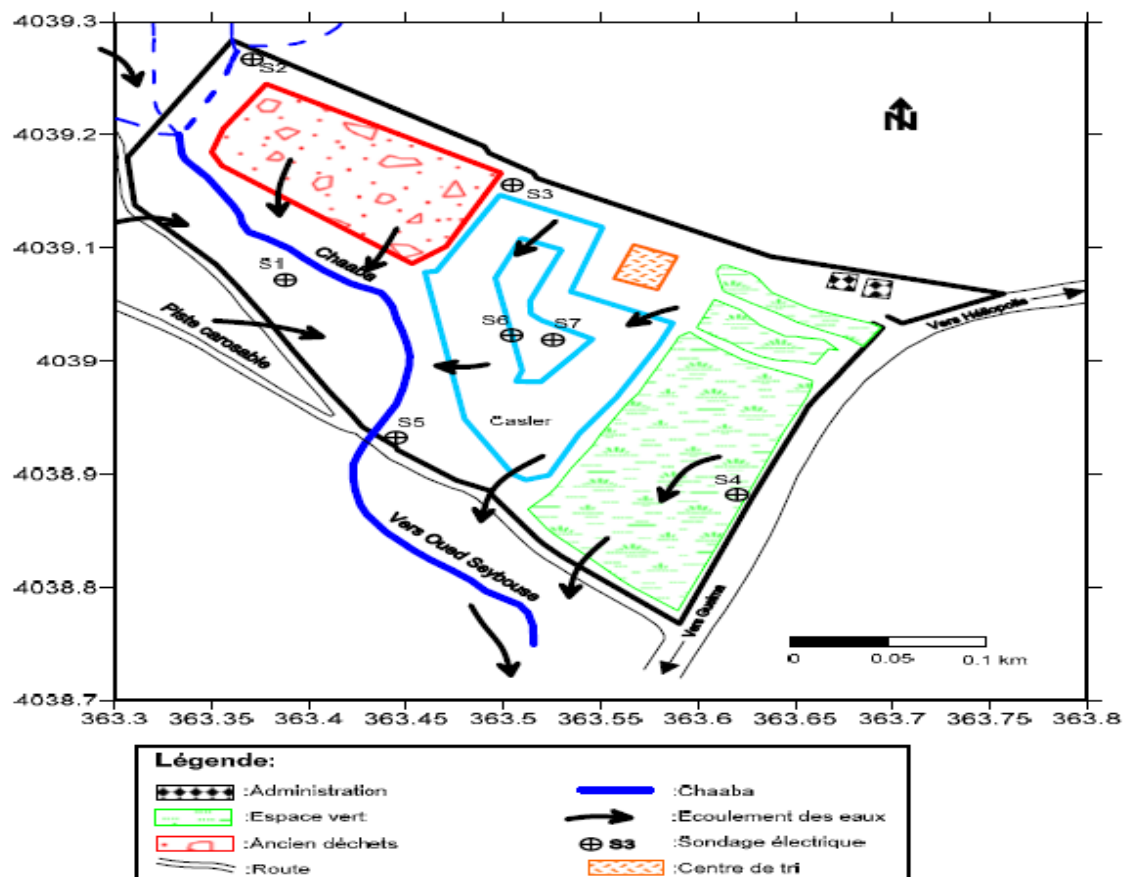 4039.3
4039.2
4039.1
4039
4038.9
4038.8
4038.7
363.3 363.35 363.4 363.45 363.5 363.55 363.6 363.65 363.7 363.75 363.8
S2
N
S3
Chaaba
S1
Piste carosable
S6
S7
Vers Héliopolis
Casier
S5
S4
Vers Oued Seybouse
Vers Guelma
0 0.05 0.1 km
Légende:
:Administration
:Chaaba
:Espace vert
:Ecoulement des eaux
:Ancien déchets
S3 :Sondage électrique
:Route
:Centre de tri